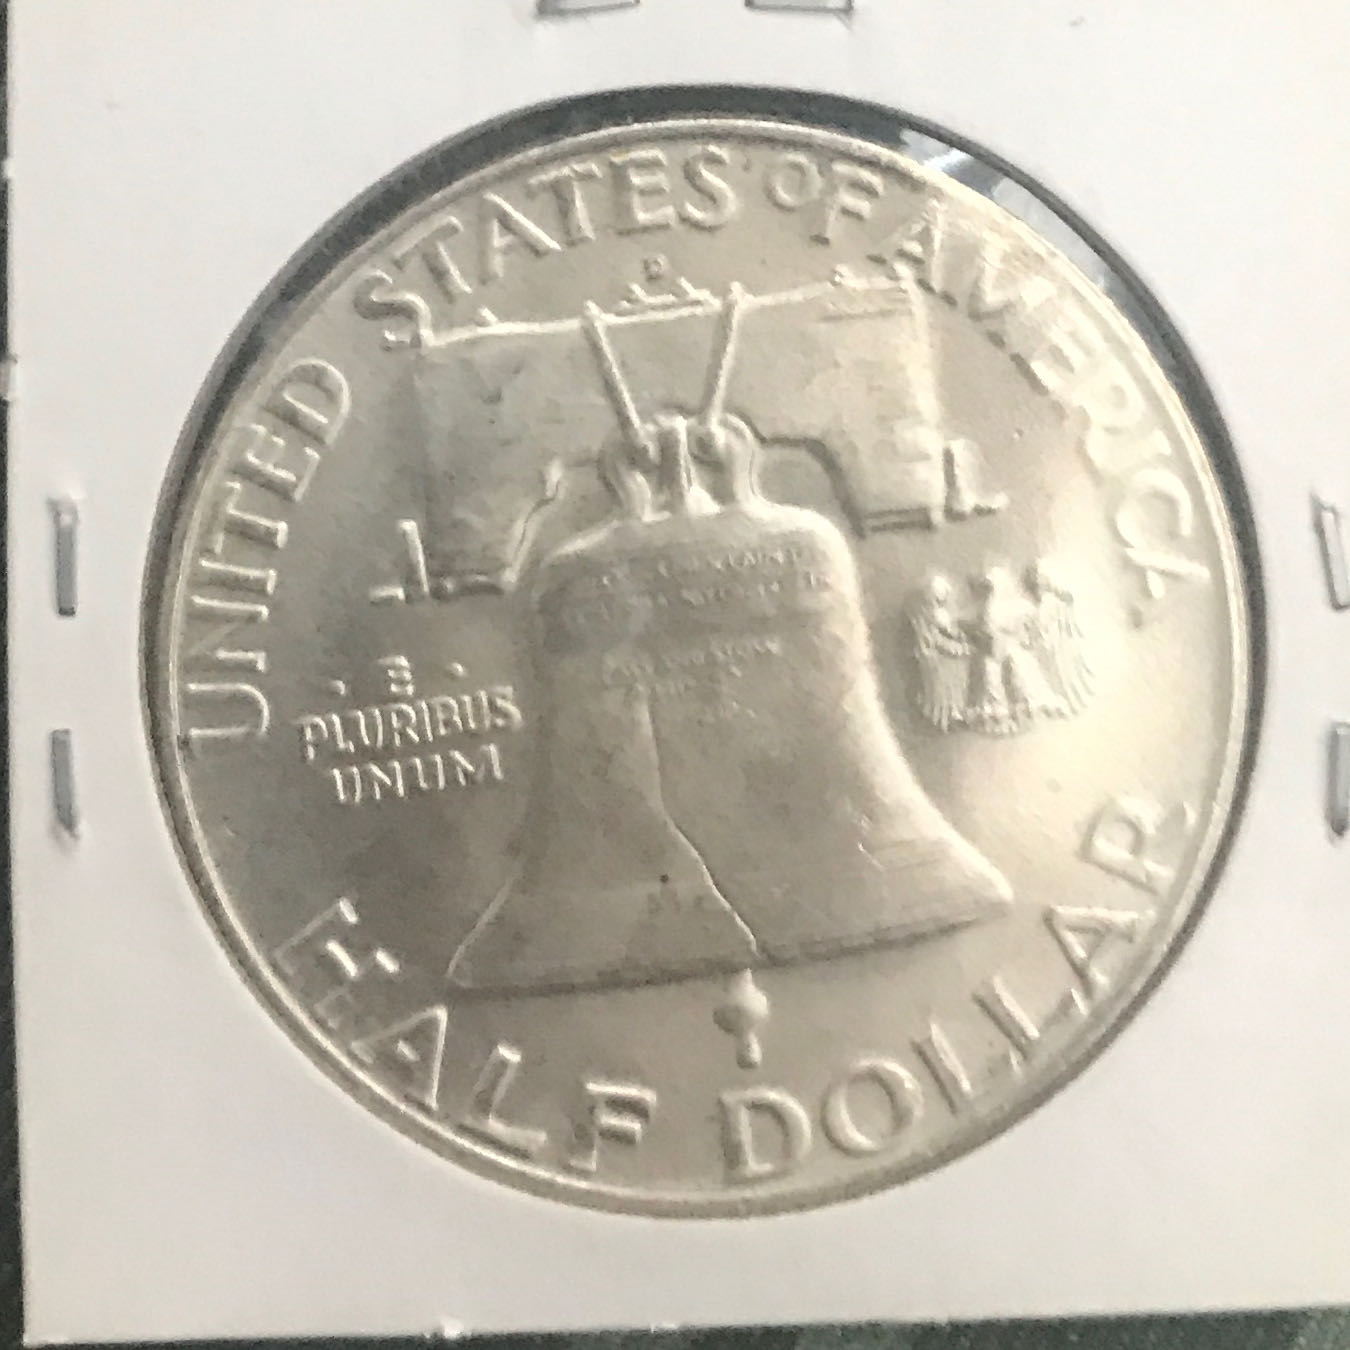 UNITED STATES OF AMERICA
D
E
PLURIBUS
UNUM
HALF DOLLAR